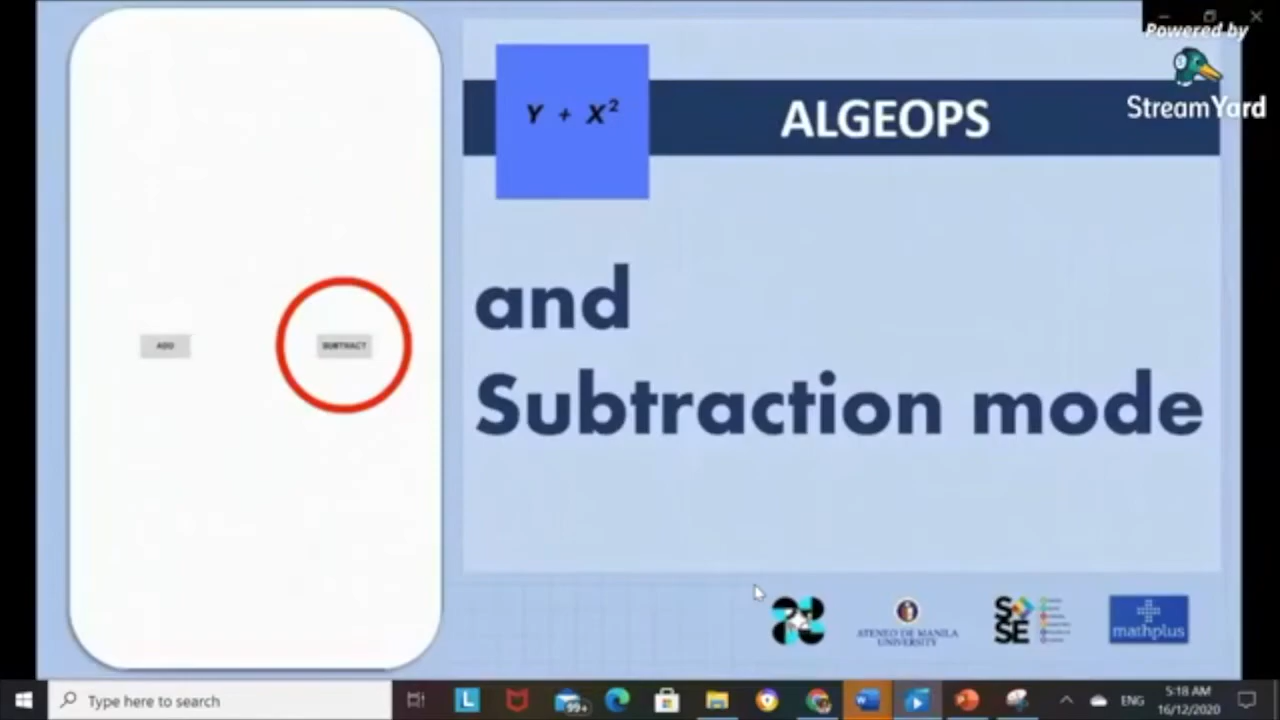 Powered by
StreamYard
Y + X²
ALGEOPS
and
Subtraction mode
ADD
SUBTRACT
ATENEO DE MANILA
UNIVERSITY
mathplus
Type here to search
L
99+
ENG
5:18 AM
16/12/2020